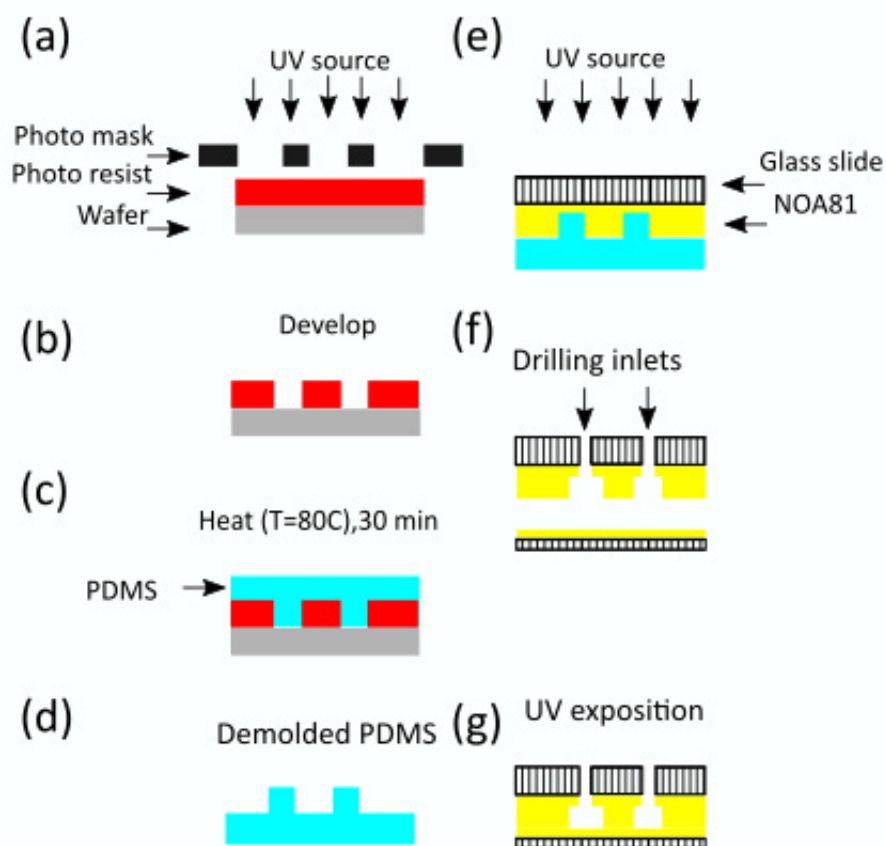 (a)
UV source
Photo mask
Photo resist
Wafer
(b)
Develop
(c)
Heat (T=80C),30 min
PDMS
(d)
Demolded PDMS
(e)
UV source
Glass slide
NOA81
(f)
Drilling inlets
(g)
UV exposition